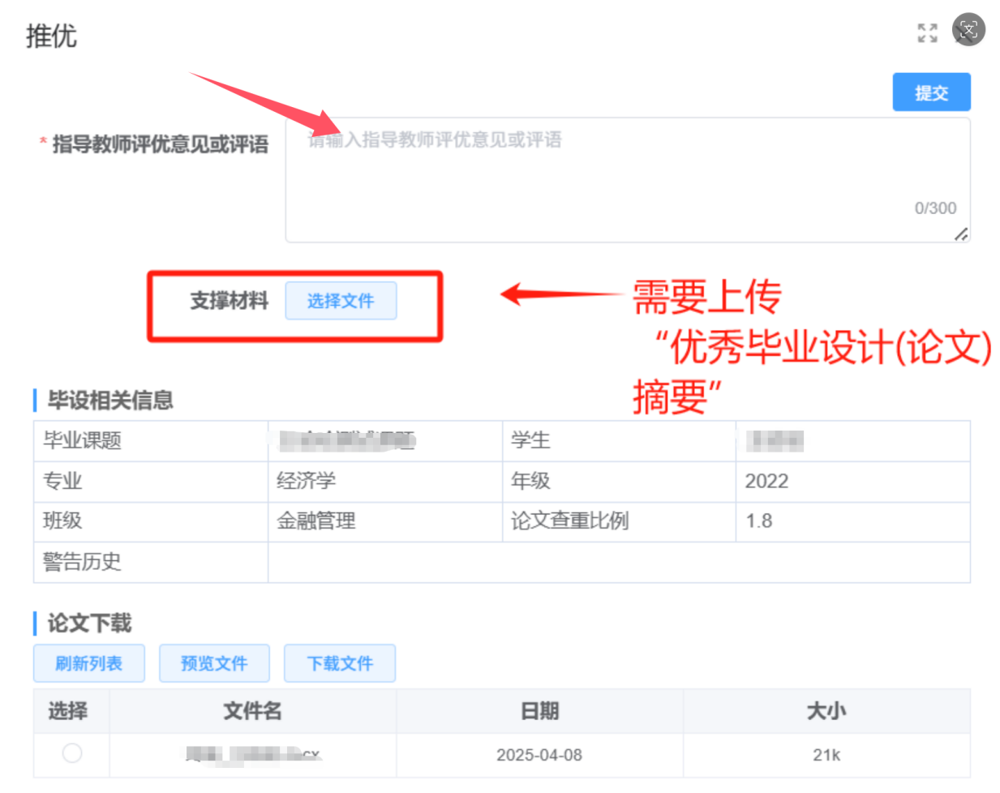 推优
文
提交
* 指导教师评优意见或评语
请输入指导教师评优意见或评语
0/300
支撑材料 选择文件
需要上传
“优秀毕业设计(论文)
摘要”
毕设相关信息
毕业课题 学生
专业 经济学 年级 2022
班级 金融管理 论文查重比例 1.8
警告历史
论文下载
刷新列表 预览文件 下载文件
选择 文件名 日期 大小
2025-04-08 21k